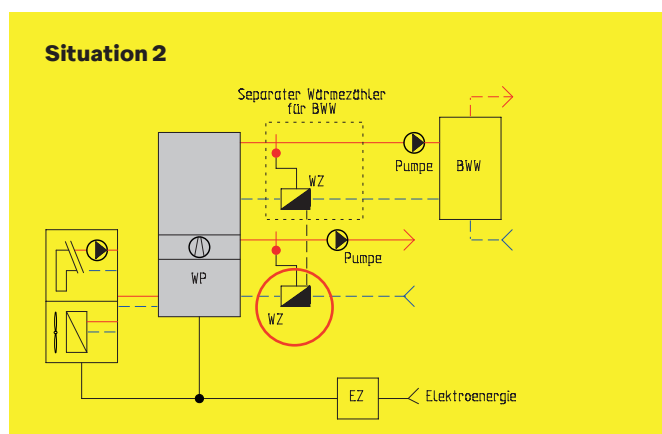 Situation 2
Separater Wärmezähler
für BWW
Pumpe
BWW
WZ
Pumpe
WP
WZ
EZ
Elektroenergie